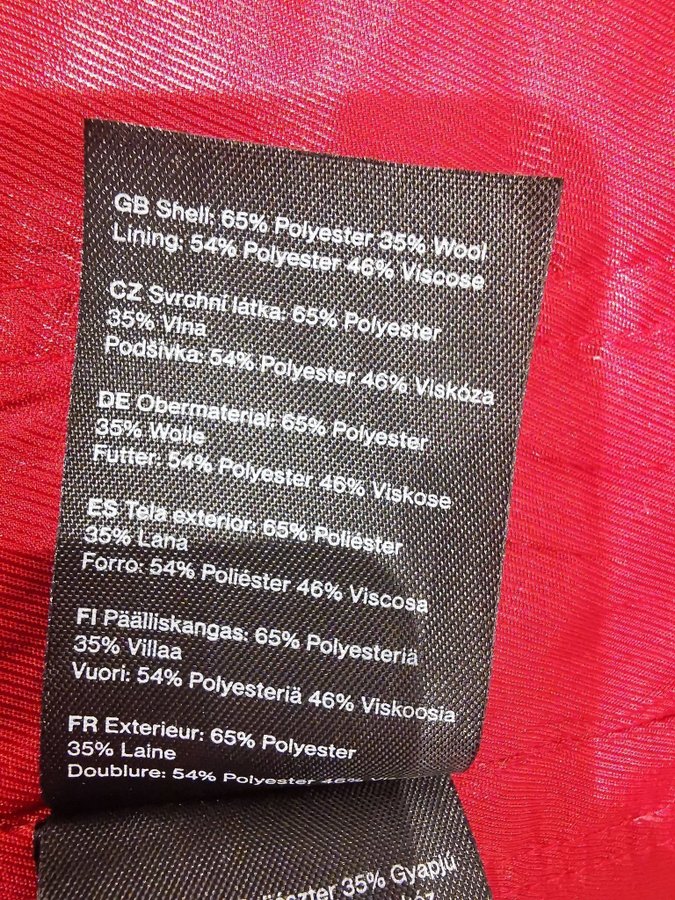 GB Shell: 65% Polyester 35% Wool
Lining: 54% Polyester 46% Viscose
CZ Svrchní látka: 65% Polyester
35% Vlna
Podšívka: 54% Polyester 46% Viskóza
DE Obermaterial: 65% Polyester
35% Wolle
Futter: 54% Polyester 46% Viskose
ES Tela exterior: 65% Poliéster
35% Lana
Forro: 54% Poliéster 46% Viscosa
FI Päälliskangas: 65% Polyesteriä
35% Villaa
Vuori: 54% Polyesteriä 46% Viskoosia
FR Exterieur: 65% Polyester
35% Laine
Doublure: 54% Polyester 46%
35% Gyapjú